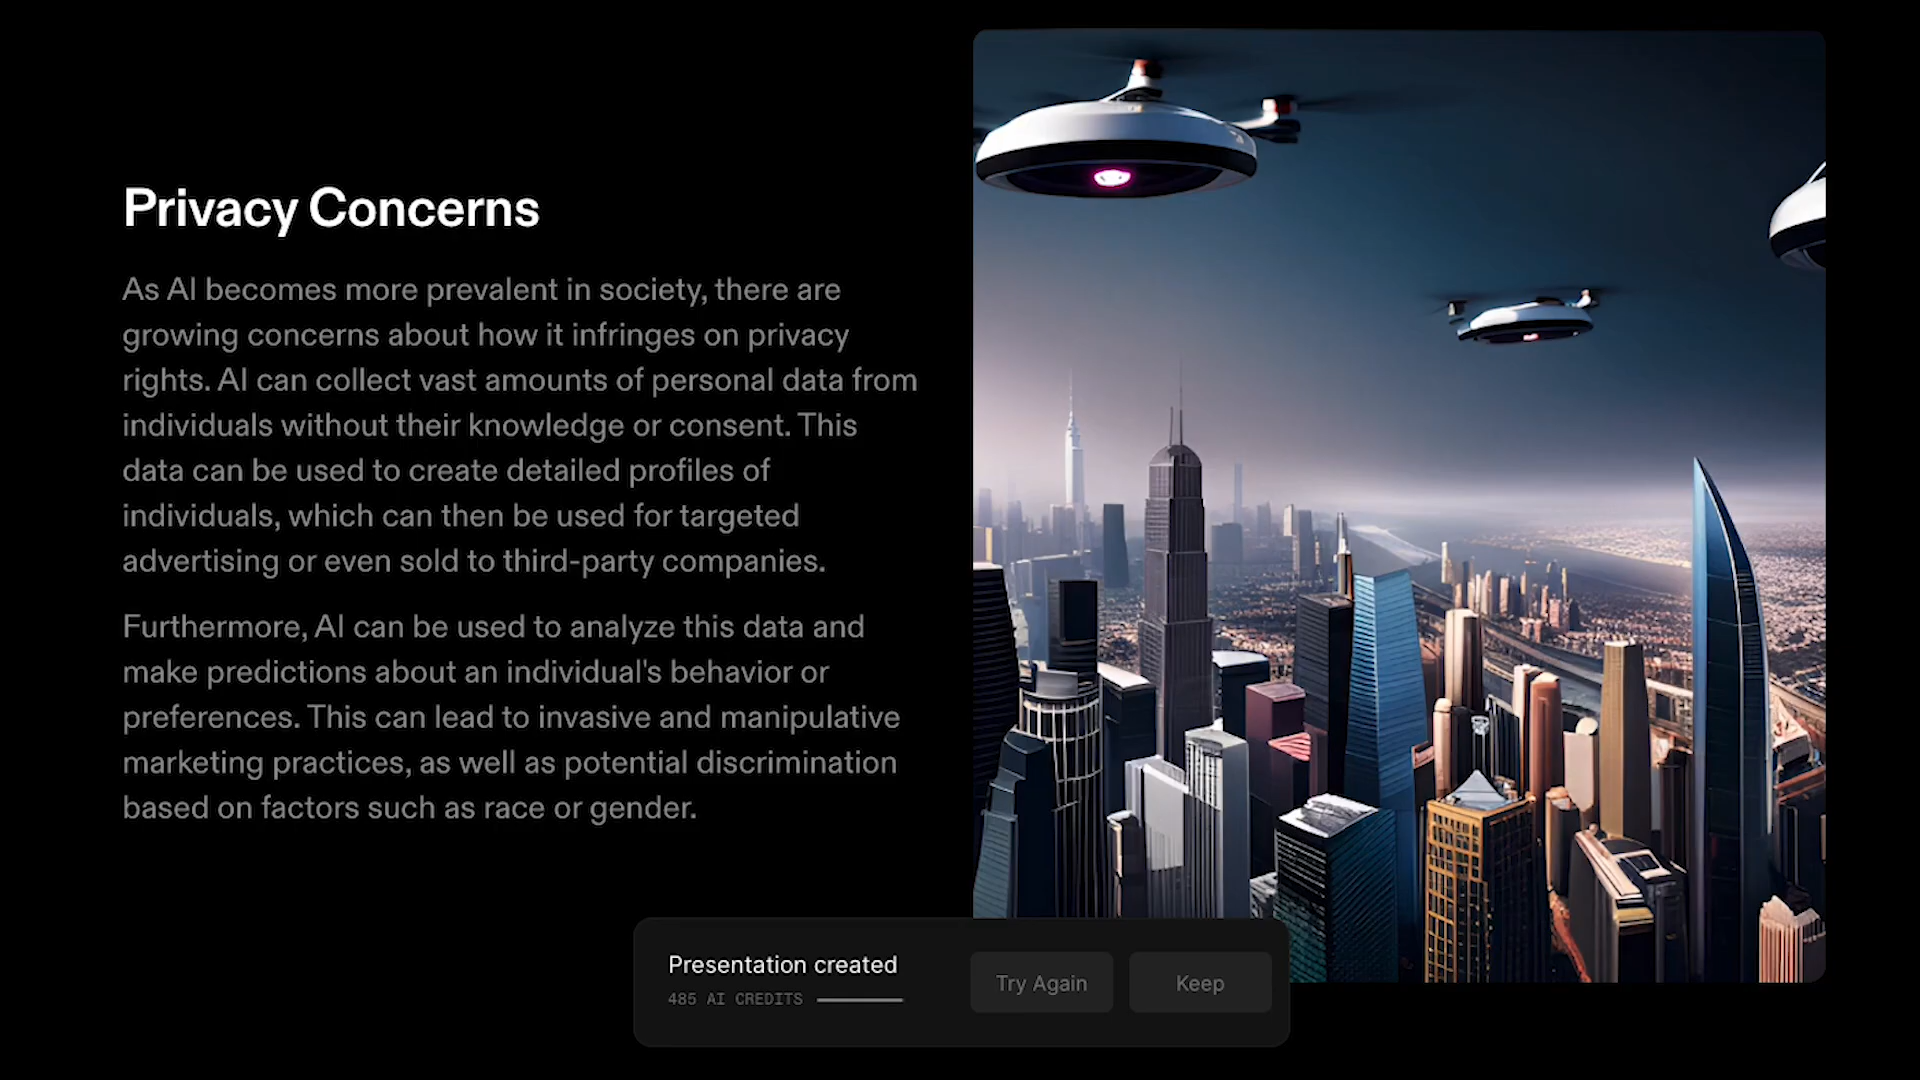 Privacy Concerns
As AI becomes more prevalent in society, there are
growing concerns about how it infringes on privacy
rights. AI can collect vast amounts of personal data from
individuals without their knowledge or consent. This
data can be used to create detailed profiles of
individuals, which can then be used for targeted
advertising or even sold to third-party companies.
Furthermore, AI can be used to analyze this data and
make predictions about an individual's behavior or
preferences. This can lead to invasive and manipulative
marketing practices, as well as potential discrimination
based on factors such as race or gender.
Presentation created
485 AI CREDITS
Try Again
Keep